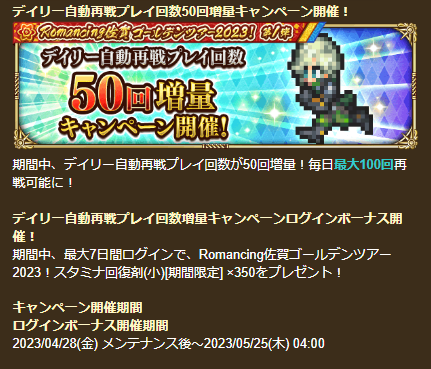 デイリー自動再戦プレイ回数50回増量キャンペーン開催！
Romancing佐賀ゴールデンツアー2023! 第1弾
デイリー自動再戦プレイ回数
50回増量
キャンペーン開催!
期間中、デイリー自動再戦プレイ回数が50回増量！毎日最大100回再
戦可能に！
デイリー自動再戦プレイ回数増量キャンペーンログインボーナス開
催！
期間中、最大7日間ログインで、Romancing佐賀ゴールデンツアー
2023！スタミナ回復剤(小)[期間限定] ×350をプレゼント！
キャンペーン開催期間
ログインボーナス開催期間
2023/04/28(金) メンテナンス後～2023/05/25(木) 04:00